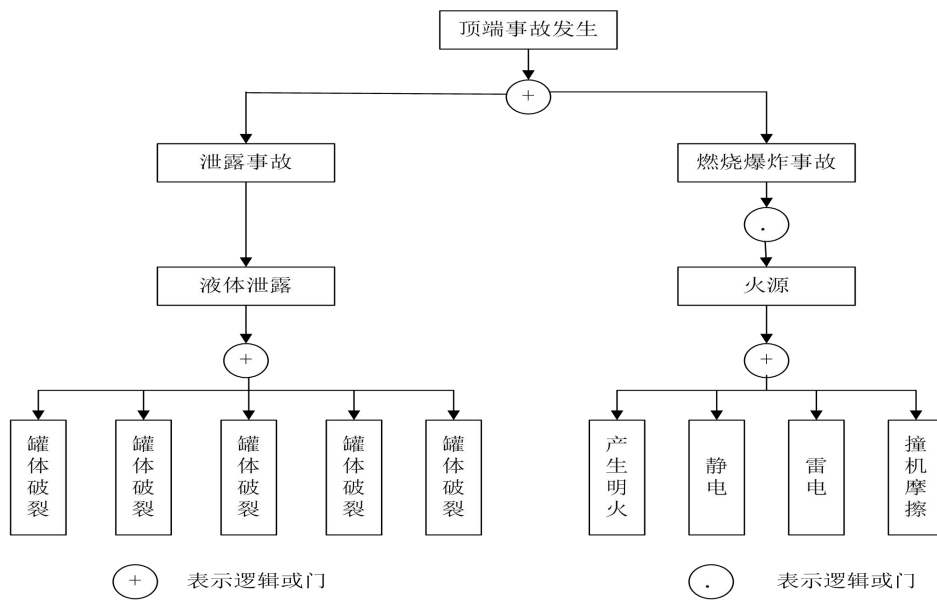 顶端事故发生
+
泄露事故
燃烧爆炸事故
.
液体泄露
火源
+
+
罐体破裂
罐体破裂
罐体破裂
罐体破裂
罐体破裂
产生明火
静电
雷电
撞机摩擦
+ 表示逻辑或门
. 表示逻辑或门